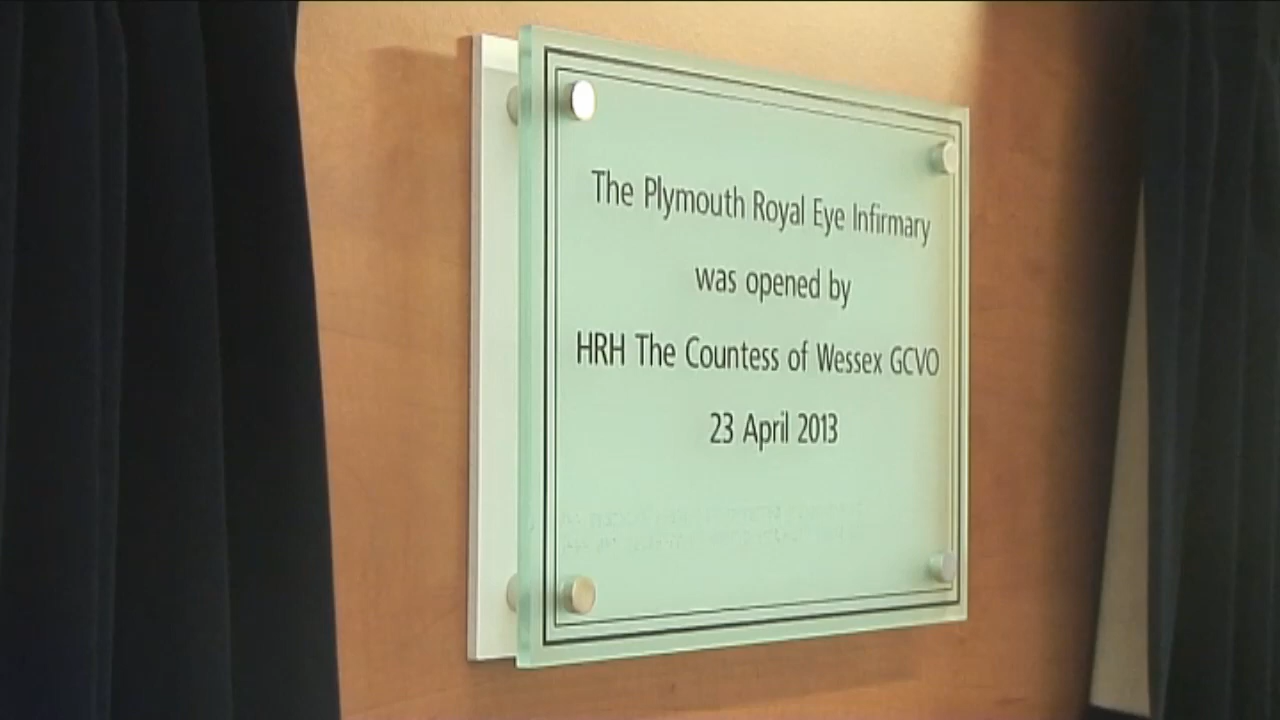 The Plymouth Royal Eye Infirmary
was opened by
HRH The Countess of Wessex GCVO
23 April 2013